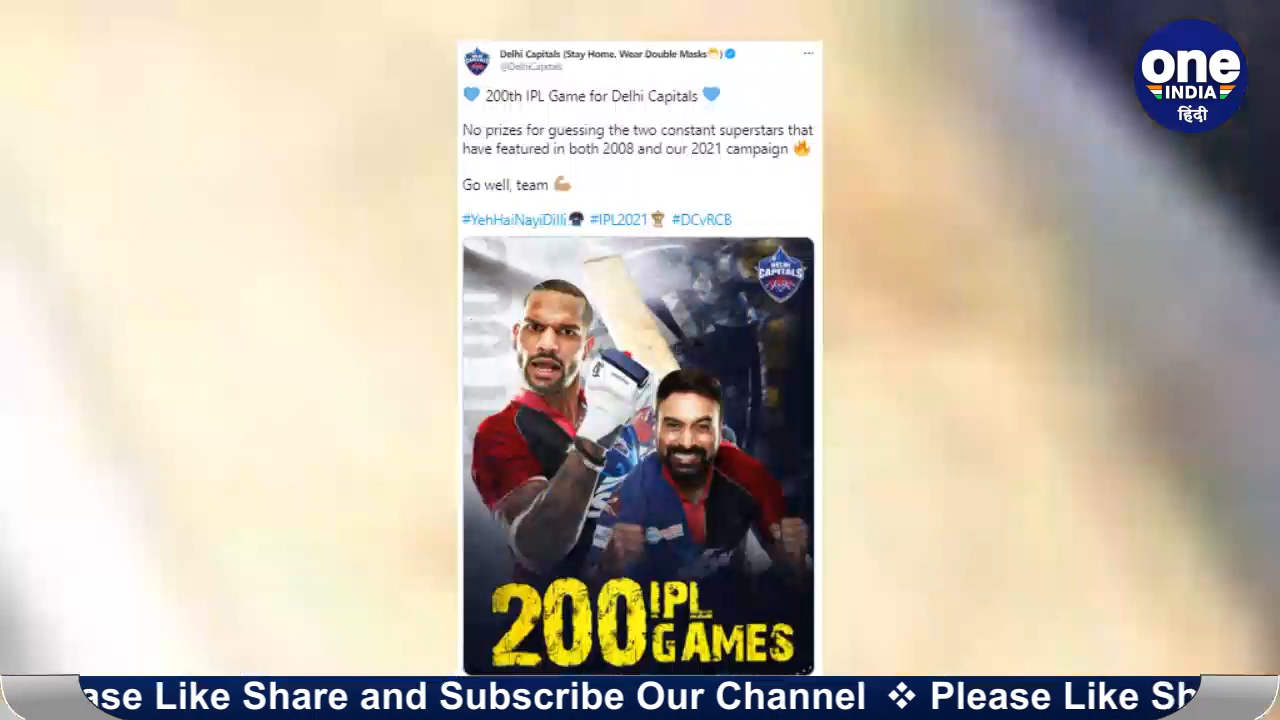 Delhi Capitals (Stay Home. Wear Double Masks😷)
@DelhiCapitals
💙 200th IPL Game for Delhi Capitals 💙
No prizes for guessing the two constant superstars that
have featured in both 2008 and our 2021 campaign 🔥
Go well, team 💪🏽
#YehHaiNayiDilli #IPL2021 #DCvRCB
DELHI
CAPITALS
200 IPL
GAMES
one
INDIA
हिंदी
ase Like Share and Subscribe Our Channel ❖ Please Like Sh